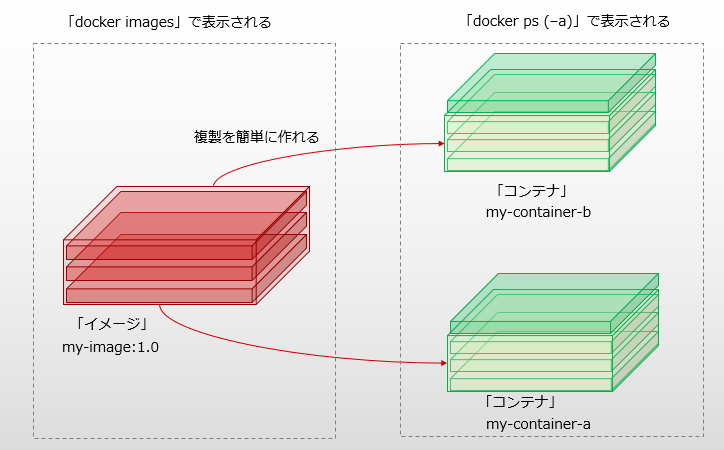 「docker images」で表示される
「docker ps (–a)」で表示される
複製を簡単に作れる
「コンテナ」
my-container-b
「イメージ」
my-image:1.0
「コンテナ」
my-container-a